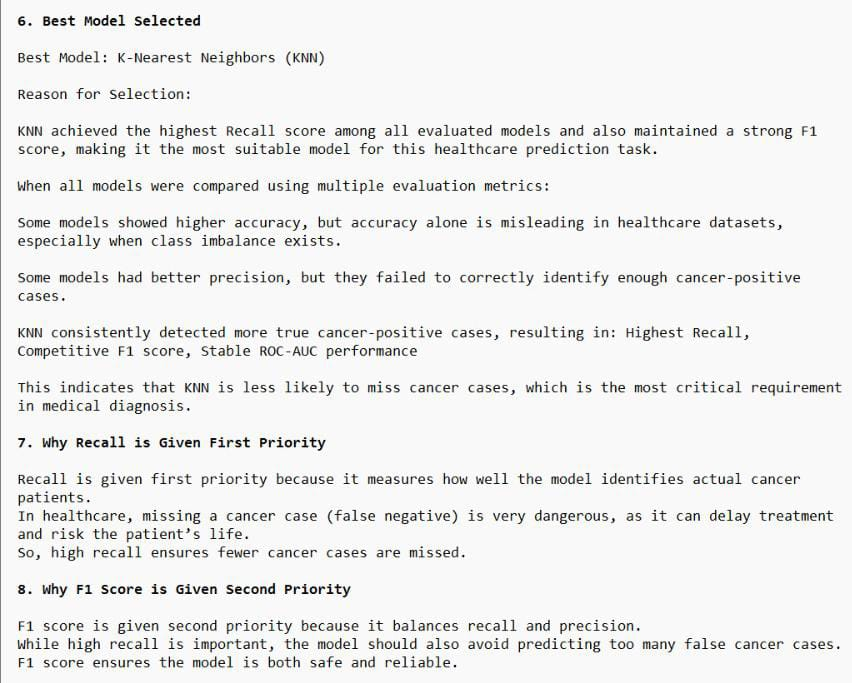 6. Best Model Selected
Best Model: K-Nearest Neighbors (KNN)
Reason for Selection:
KNN achieved the highest Recall score among all evaluated models and also maintained a strong F1
score, making it the most suitable model for this healthcare prediction task.
When all models were compared using multiple evaluation metrics:
Some models showed higher accuracy, but accuracy alone is misleading in healthcare datasets,
especially when class imbalance exists.
Some models had better precision, but they failed to correctly identify enough cancer-positive
cases.
KNN consistently detected more true cancer-positive cases, resulting in: Highest Recall,
Competitive F1 score, Stable ROC-AUC performance
This indicates that KNN is less likely to miss cancer cases, which is the most critical requirement
in medical diagnosis.
7. Why Recall is Given First Priority
Recall is given first priority because it measures how well the model identifies actual cancer
patients.
In healthcare, missing a cancer case (false negative) is very dangerous, as it can delay treatment
and risk the patient’s life.
So, high recall ensures fewer cancer cases are missed.
8. Why F1 Score is Given Second Priority
F1 score is given second priority because it balances recall and precision.
While high recall is important, the model should also avoid predicting too many false cancer cases.
F1 score ensures the model is both safe and reliable.